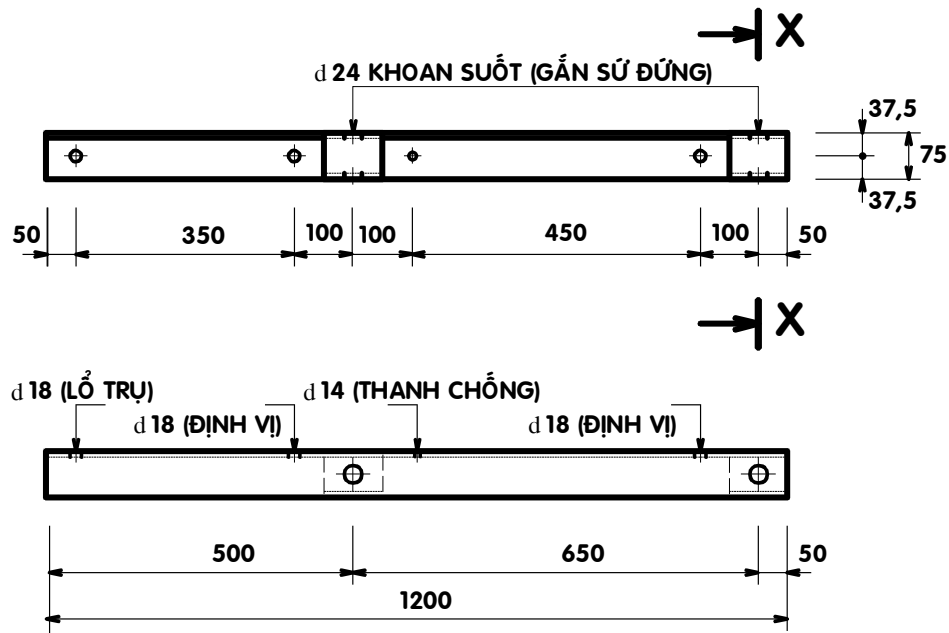 X
d 24 KHOAN SUỐT (GẮN SỨ ĐỨNG)
37,5
75
37,5
50 350 100 100 450 100 50
X
d 18 (LỔ TRỤ) d 14 (THANH CHỐNG)
d 18 (ĐỊNH VỊ) d 18 (ĐỊNH VỊ)
500 650 50
1200